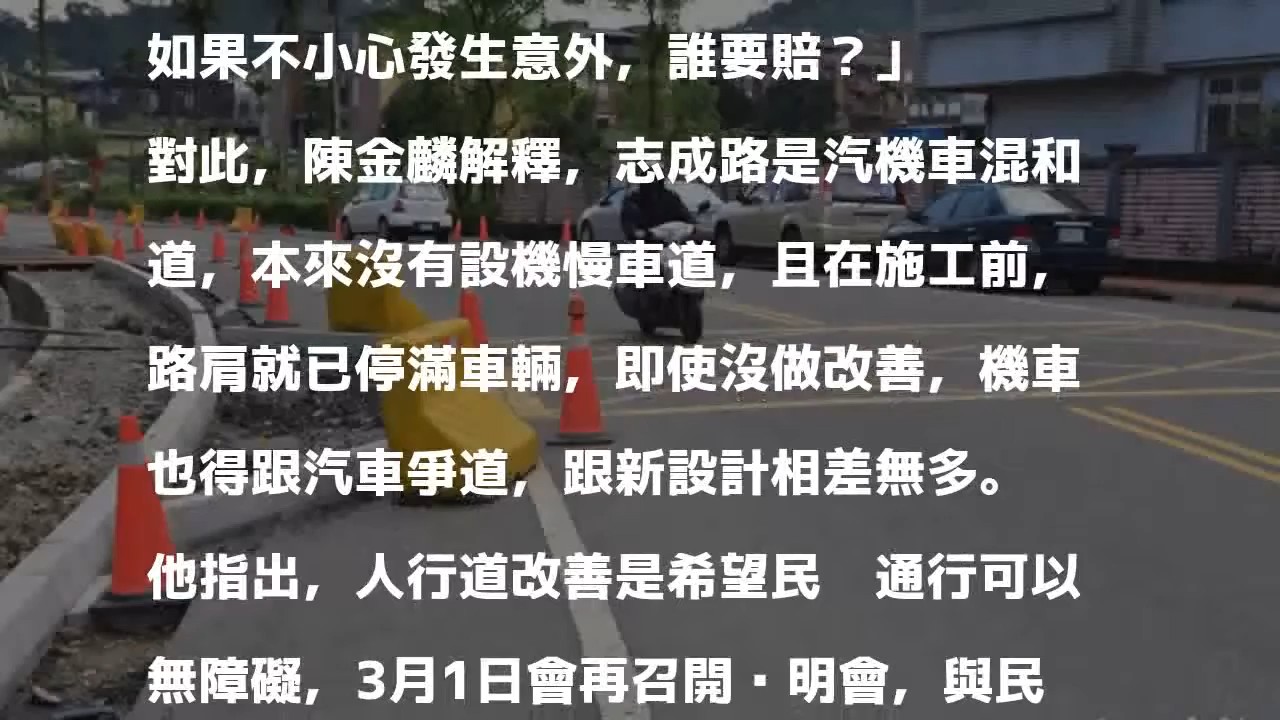 如果不小心發生意外，誰要賠？」
對此，陳金麟解釋，志成路是汽機車混和
道，本來沒有設機慢車道，且在施工前，
路肩就已停滿車輛，即使沒做改善，機車
也得跟汽車爭道，跟新設計相差無多。
他指出，人行道改善是希望民　通行可以
無障礙，3月1日會再召開▪明會，與民